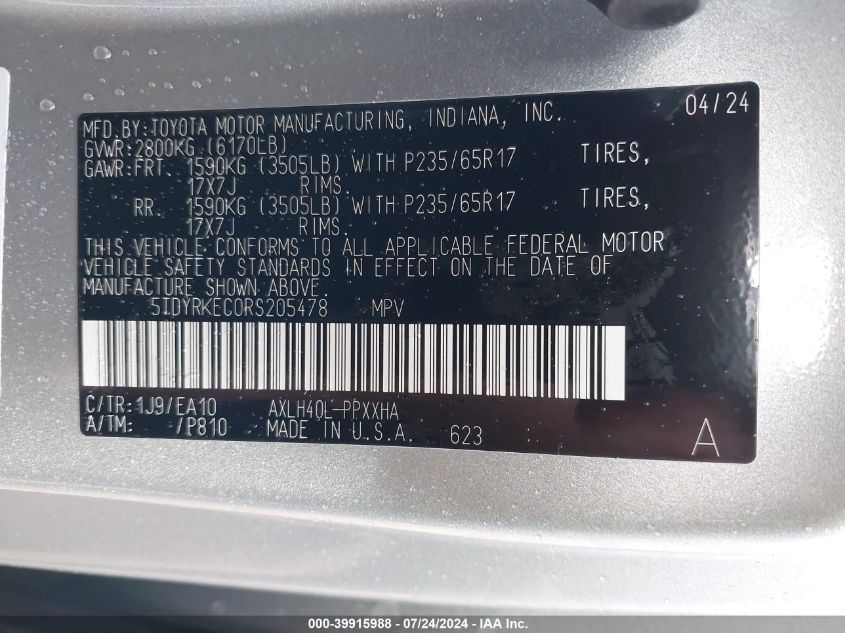 MFD.BY:TOYOTA MOTOR MANUFACTURING, INDIANA, INC. 04/24
GVWR:2800KG (6170LB)
GAWR:FRT. 1590KG (3505LB) WITH P235/65R17 TIRES,
17X7J RIMS.
RR. 1590KG (3505LB) WITH P235/65R17 TIRES,
17X7J RIMS.
THIS VEHICLE CONFORMS TO ALL APPLICABLE FEDERAL MOTOR
VEHICLE SAFETY STANDARDS IN EFFECT ON THE DATE OF
MANUFACTURE SHOWN ABOVE.
5TDYRKEC0RS205478 MPV
C/TR:1J9/EA10 AXLH40L-PPXXHA
A/TM: /P810 MADE IN U.S.A. 623 A
000-39915988 / 07/24/2024 - IAA Inc.